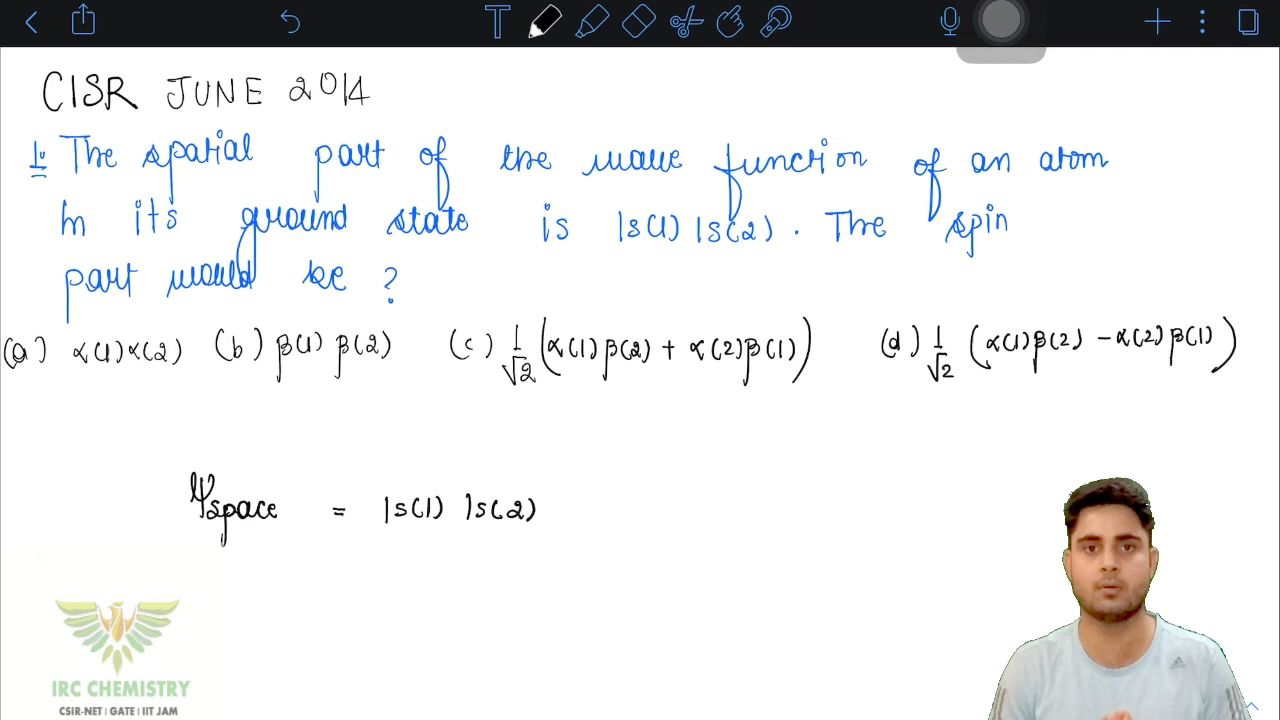 CISR JUNE 2014
1. The spatial part of the wave function of an atom
in its ground state is 1s(1) 1s(2). The spin
part would be ?
(a) α(1)α(2) (b) β(1) β(2) (c) 1/√2 (α(1)β(2) + α(2)β(1)) (d) 1/√2 (α(1)β(2) - α(2)β(1))
Ψspace = 1s(1) 1s(2)
IRC CHEMISTRY
CSIR-NET | GATE | IIT JAM